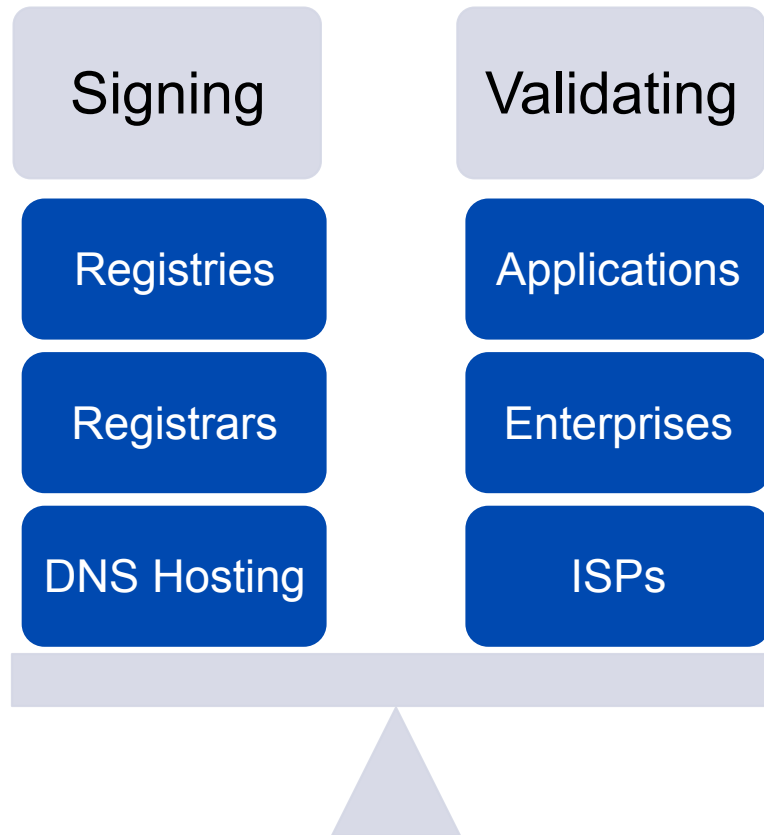 Signing
Validating
Registries
Applications
Registrars
Enterprises
DNS Hosting
ISPs